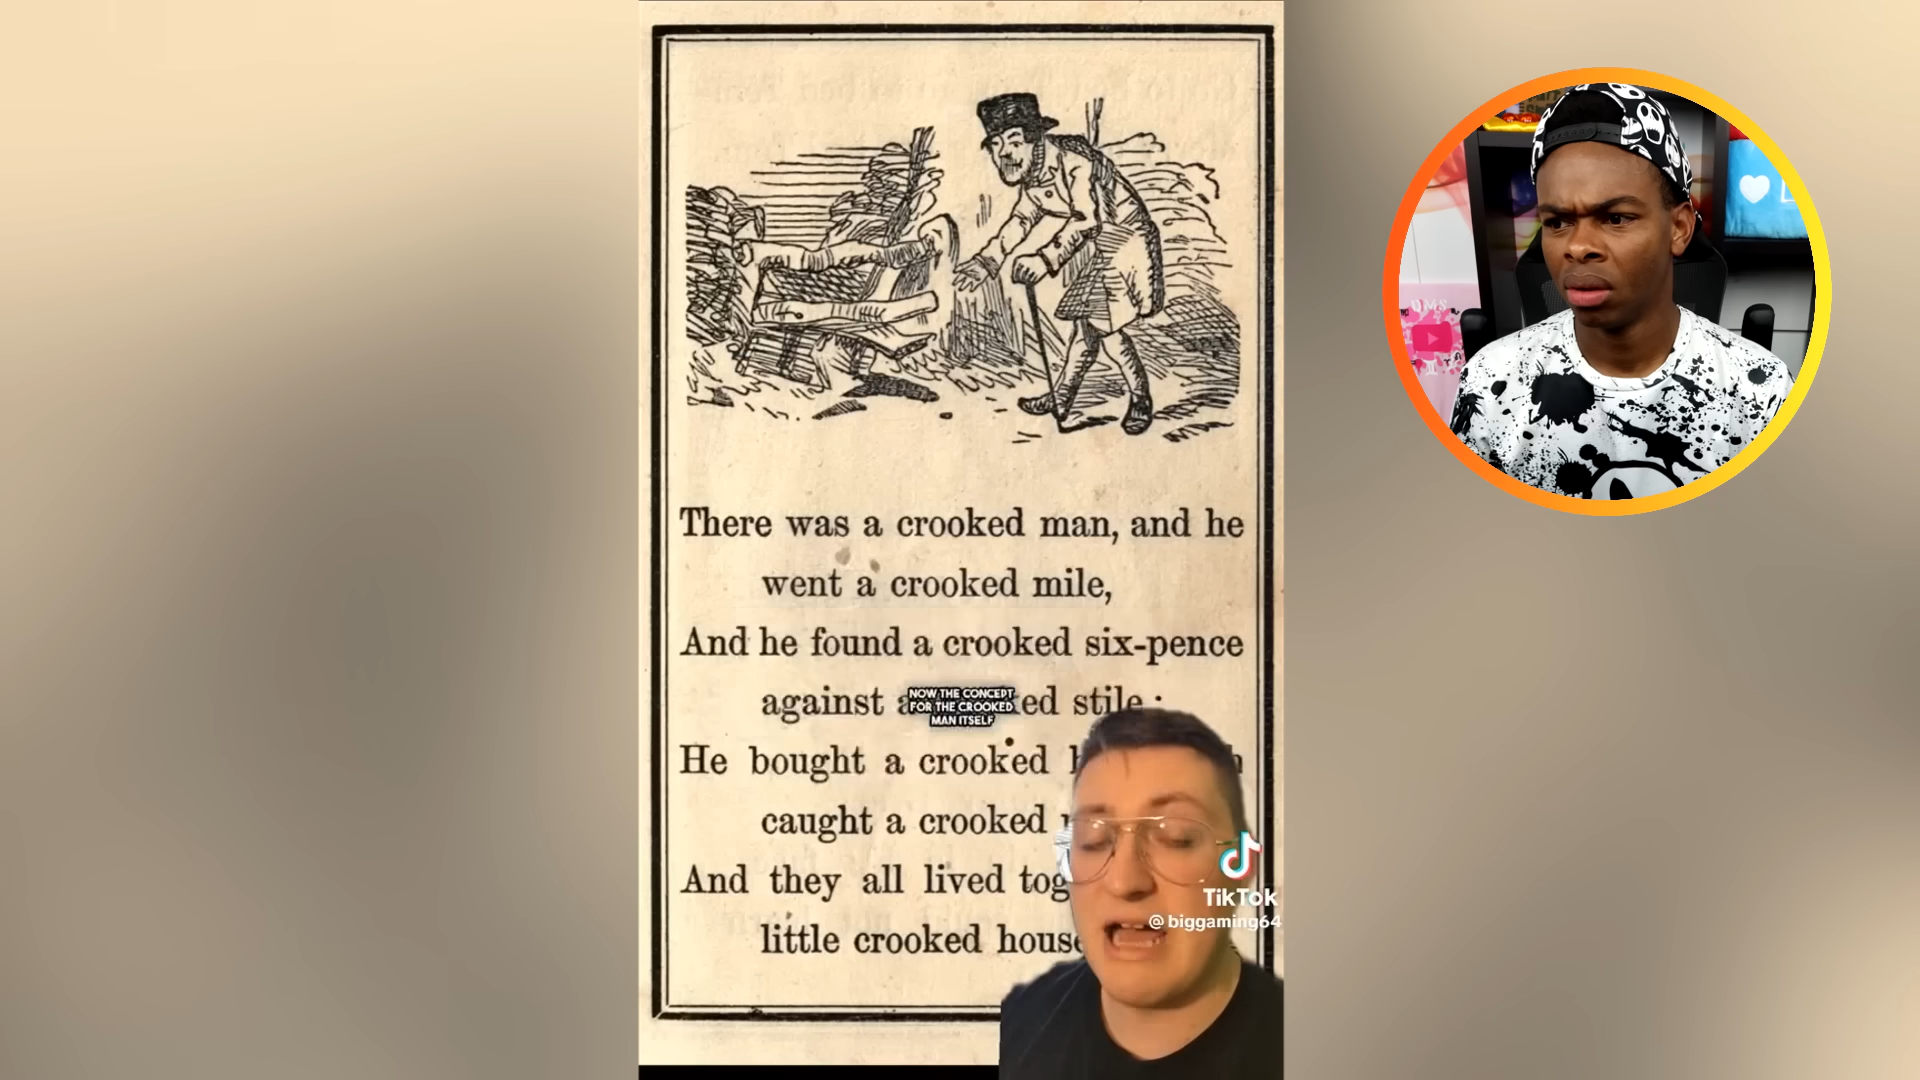 There was a crooked man, and he
went a crooked mile,
And he found a crooked six-pence
against a ed stile;
NOW THE CONCEPT
FOR THE CROOKED
MAN ITSELF
He bought a crooked
caught a crooked
And they all lived tog
little crooked house
TikTok
@biggaming64